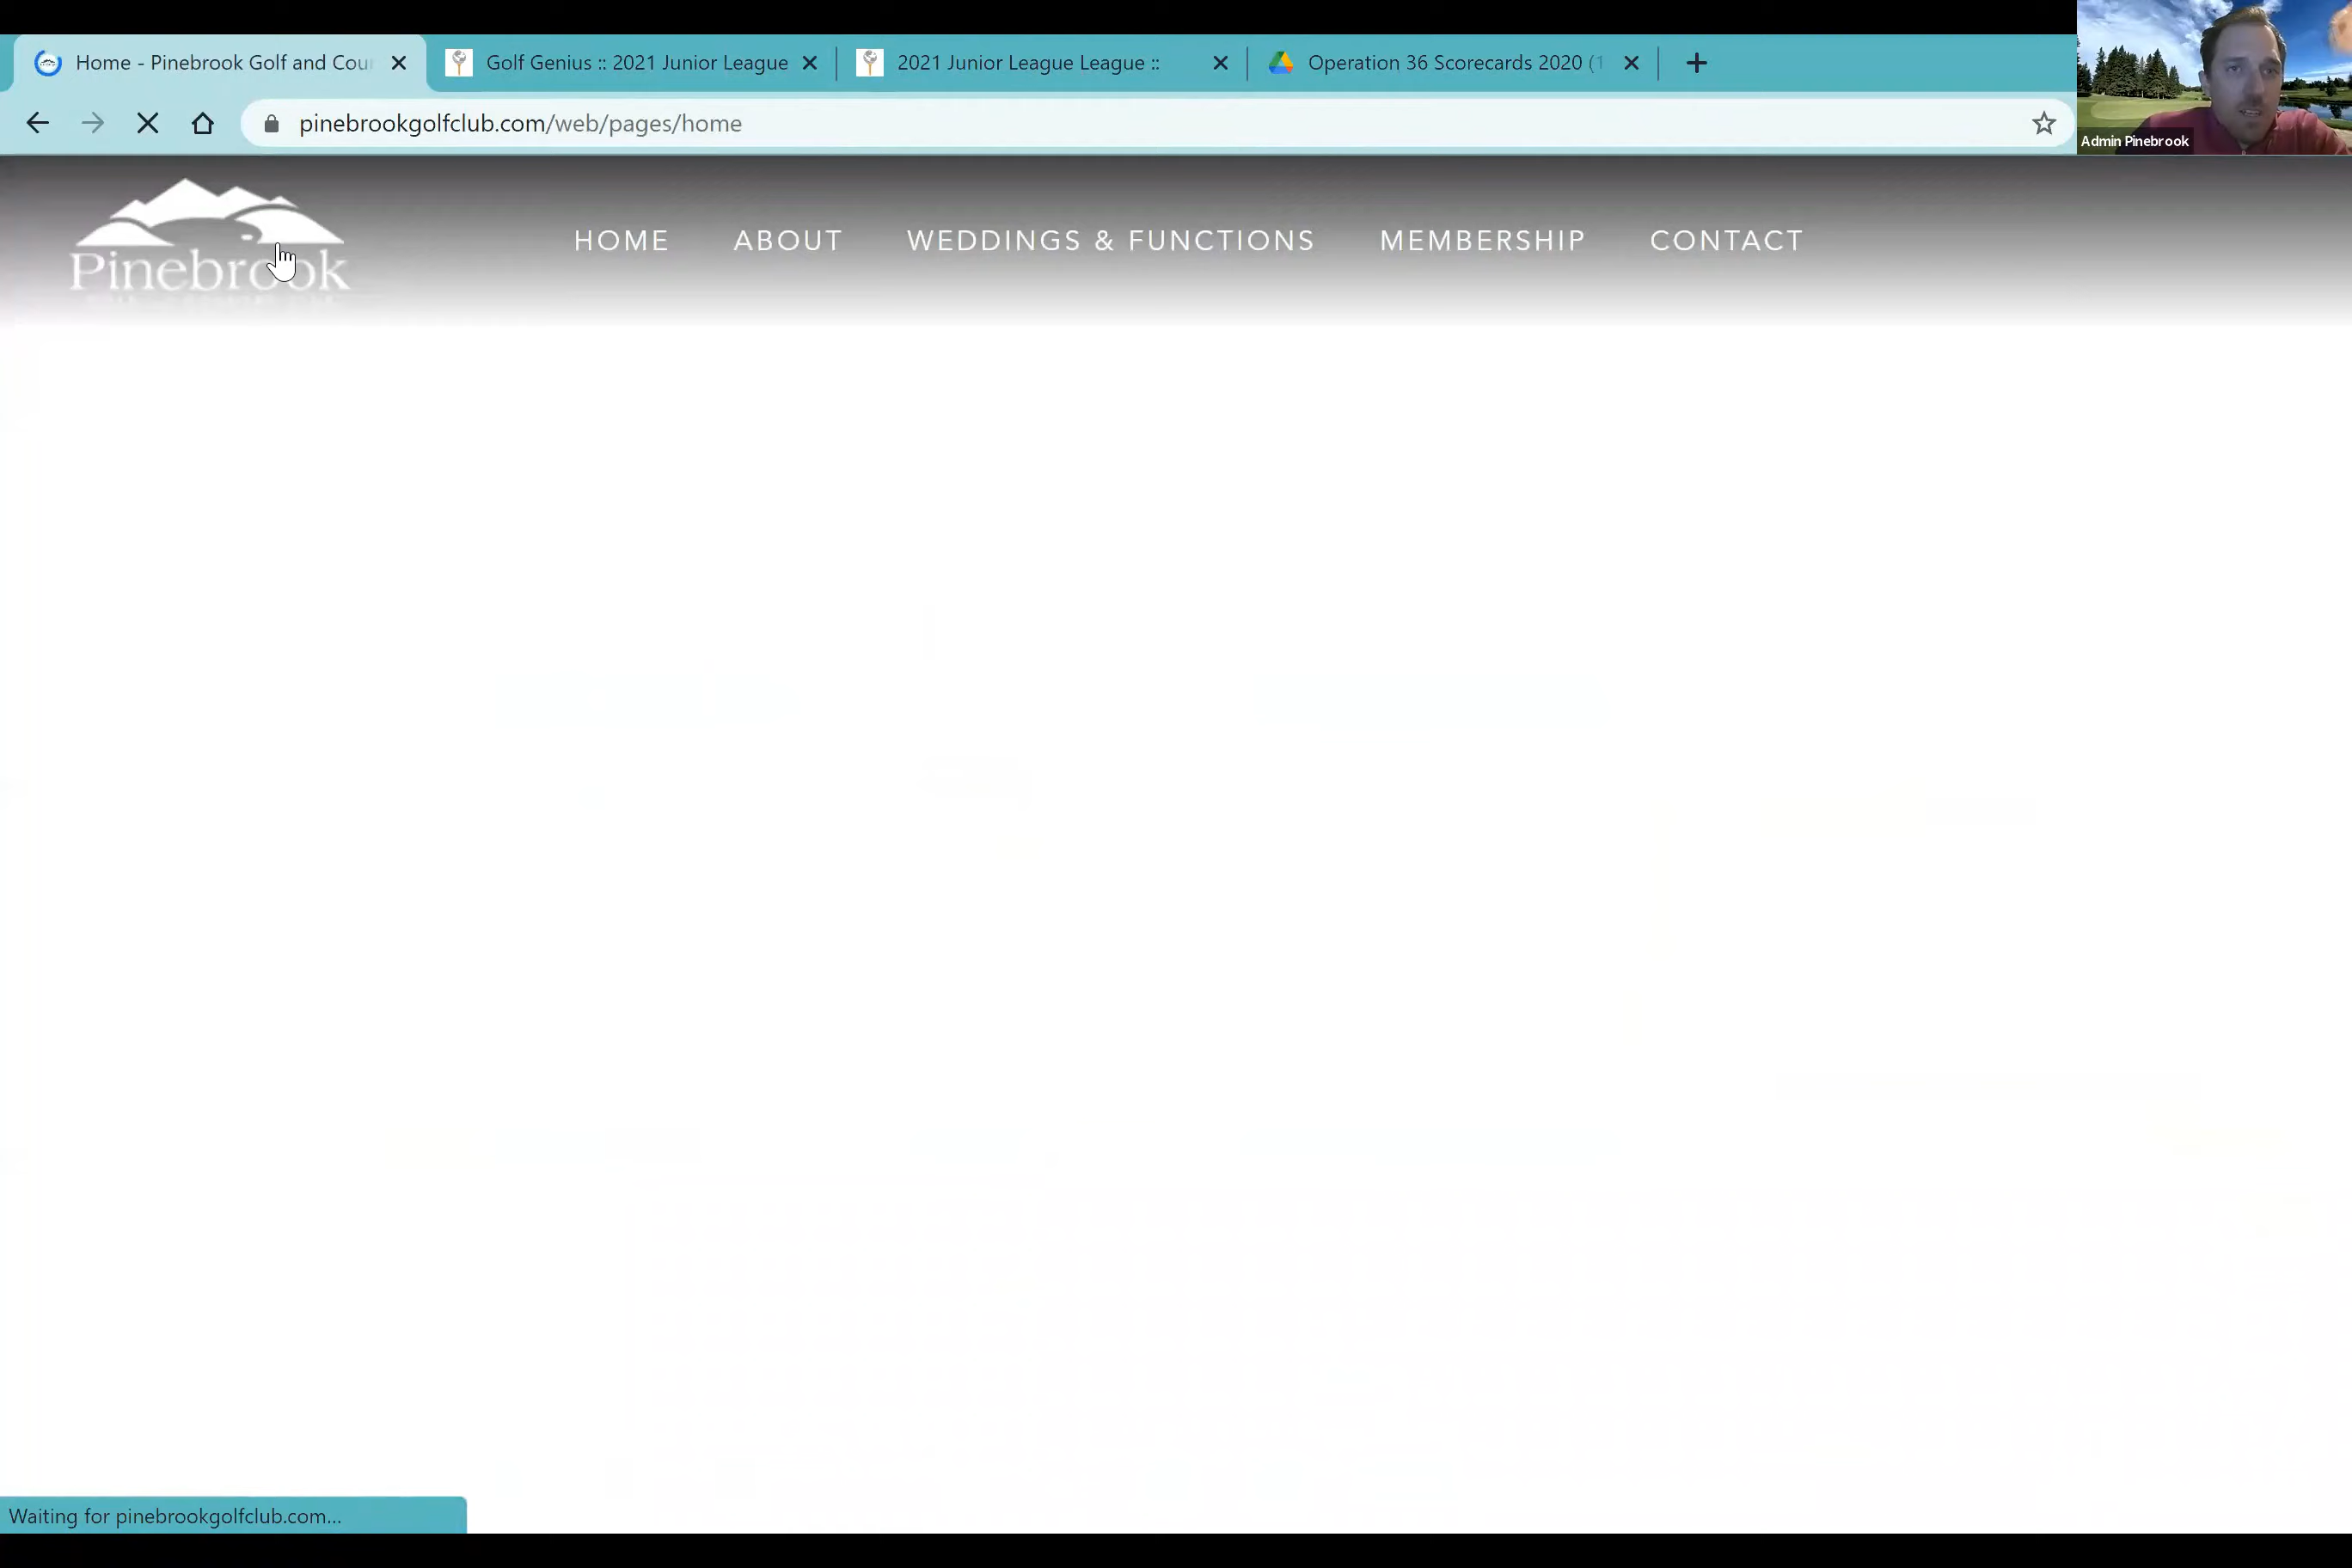 Home - Pinebrook Golf and Cou
Golf Genius :: 2021 Junior League
2021 Junior League League ::
Operation 36 Scorecards 2020 (1
pinebrookgolfclub.com/web/pages/home
Admin Pinebrook
Pinebrook
HOME
ABOUT
WEDDINGS & FUNCTIONS
MEMBERSHIP
CONTACT
Waiting for pinebrookgolfclub.com...